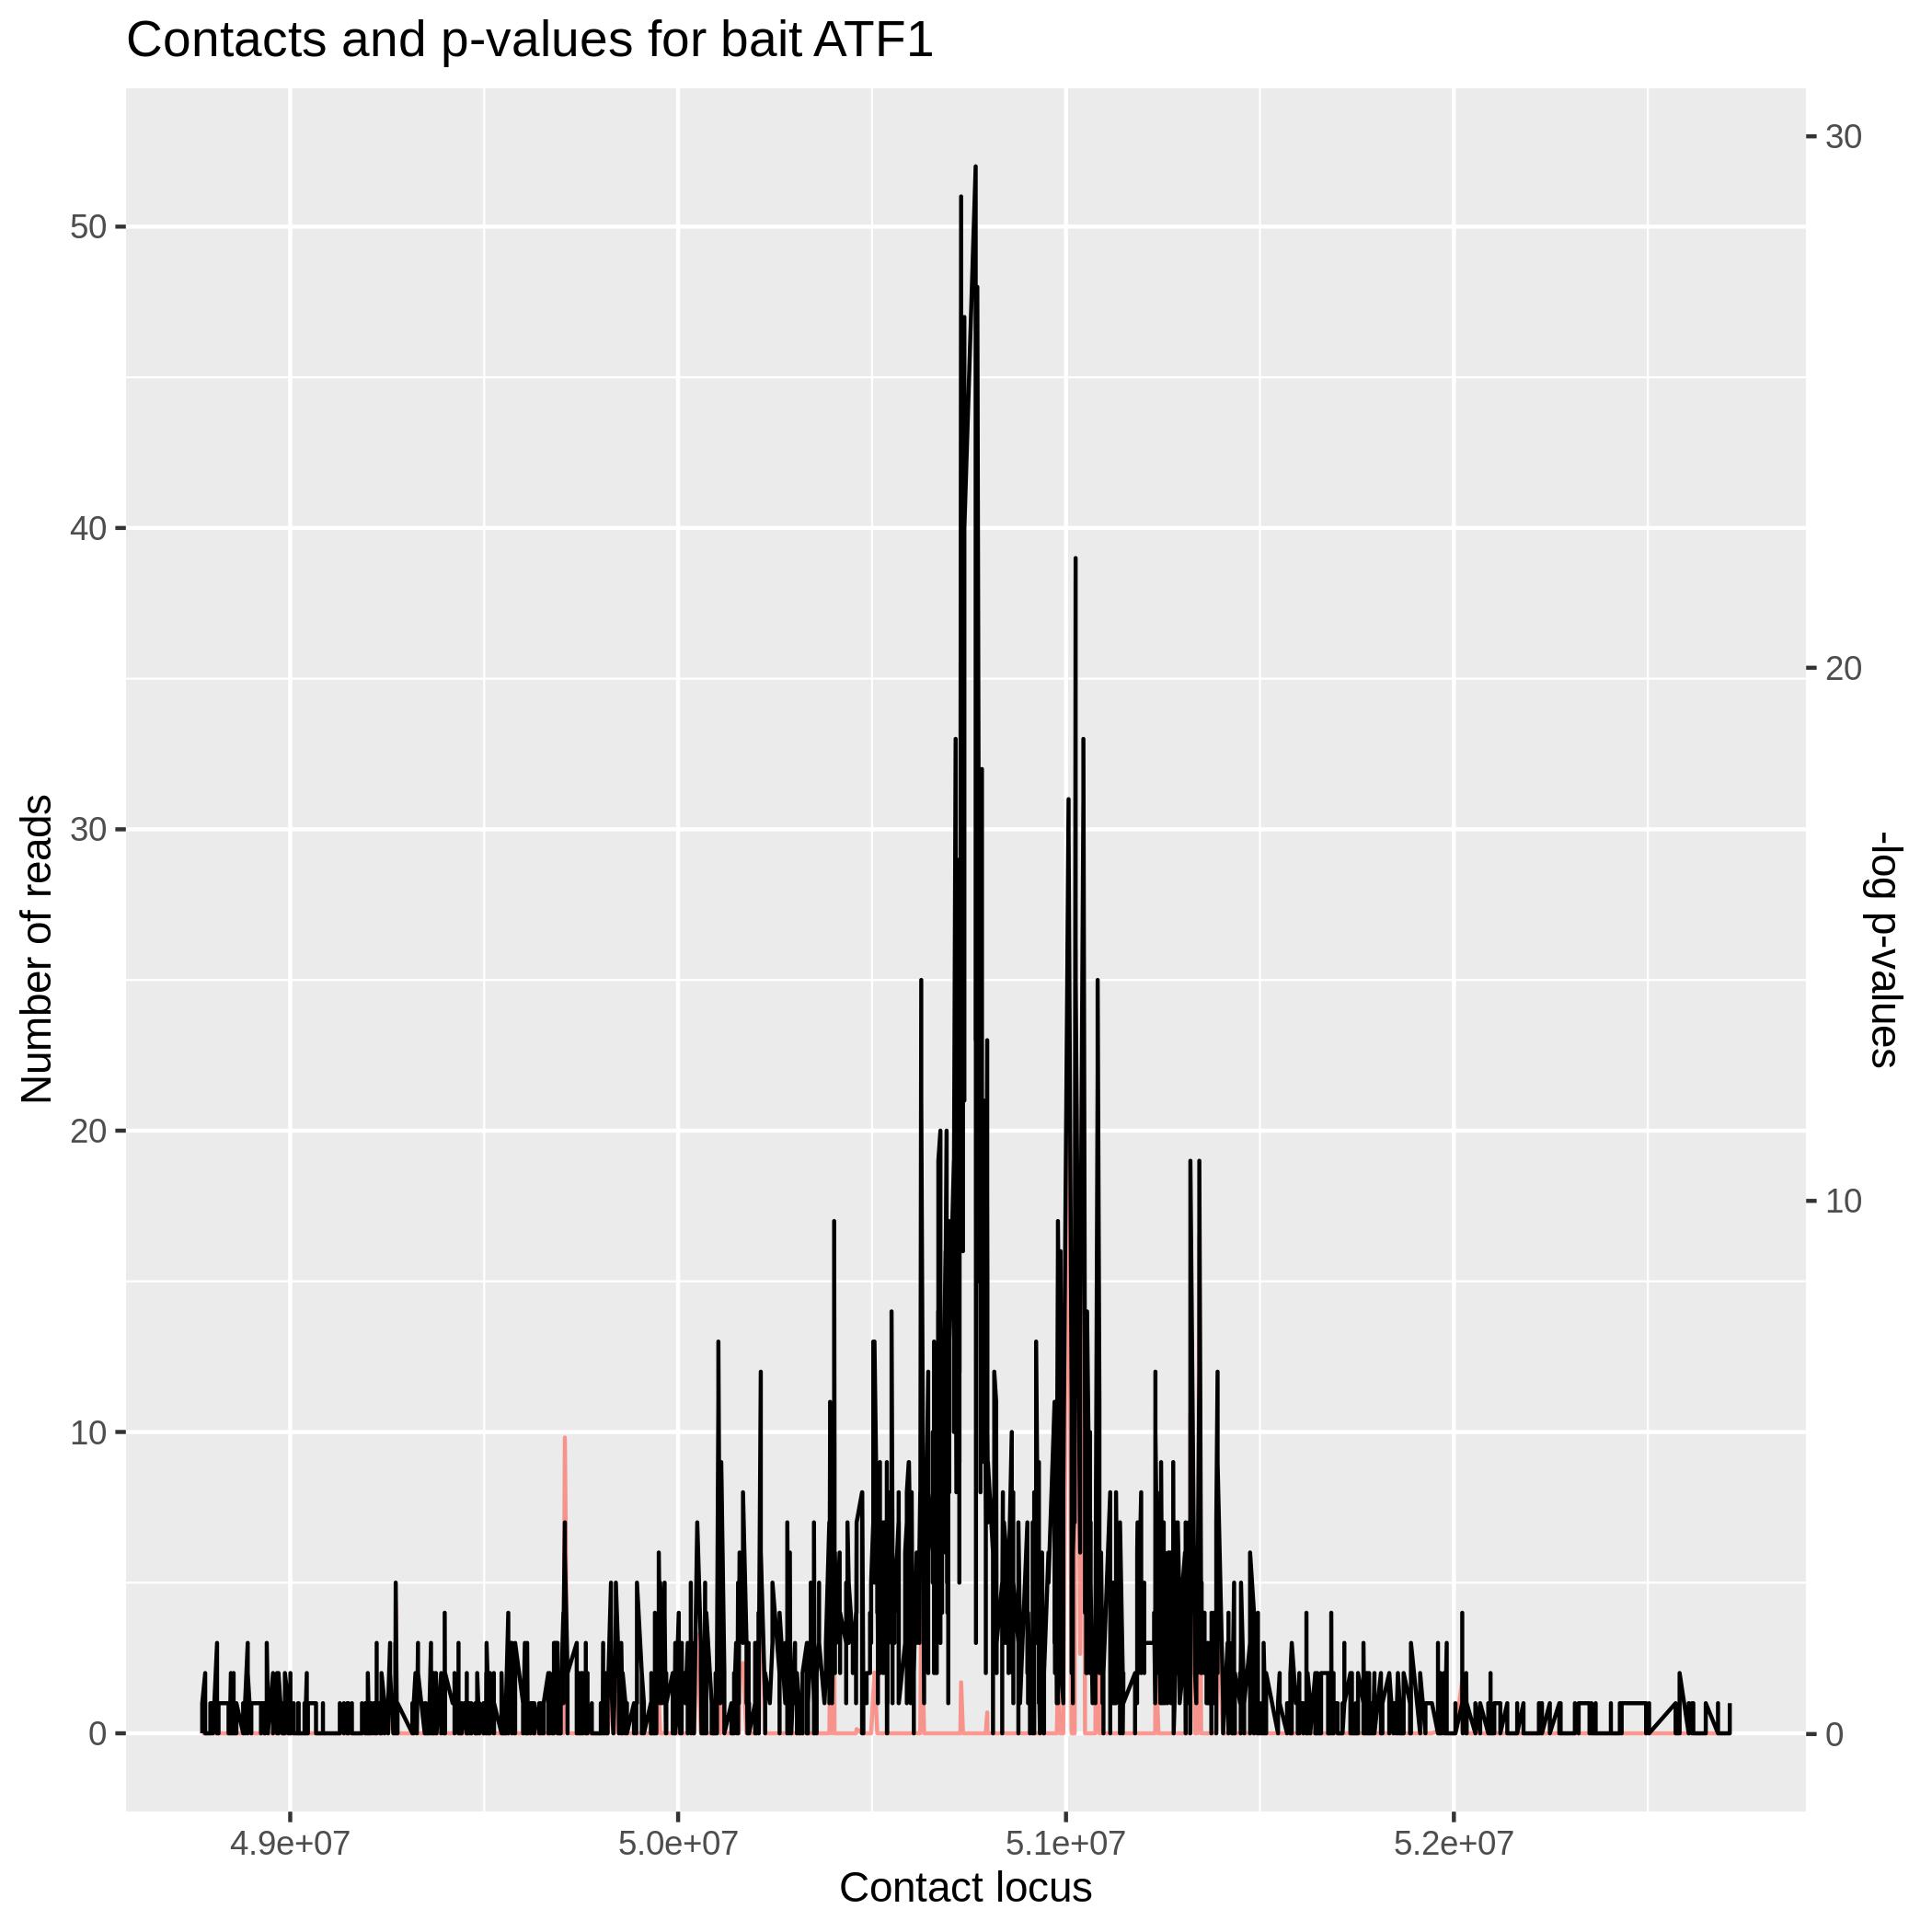 Contacts and p-values for bait ATF1
Number of reads
50
40
30
20
10
0
30
20
10
0
-log p-values
4.9e+07
5.0e+07
5.1e+07
5.2e+07
Contact locus